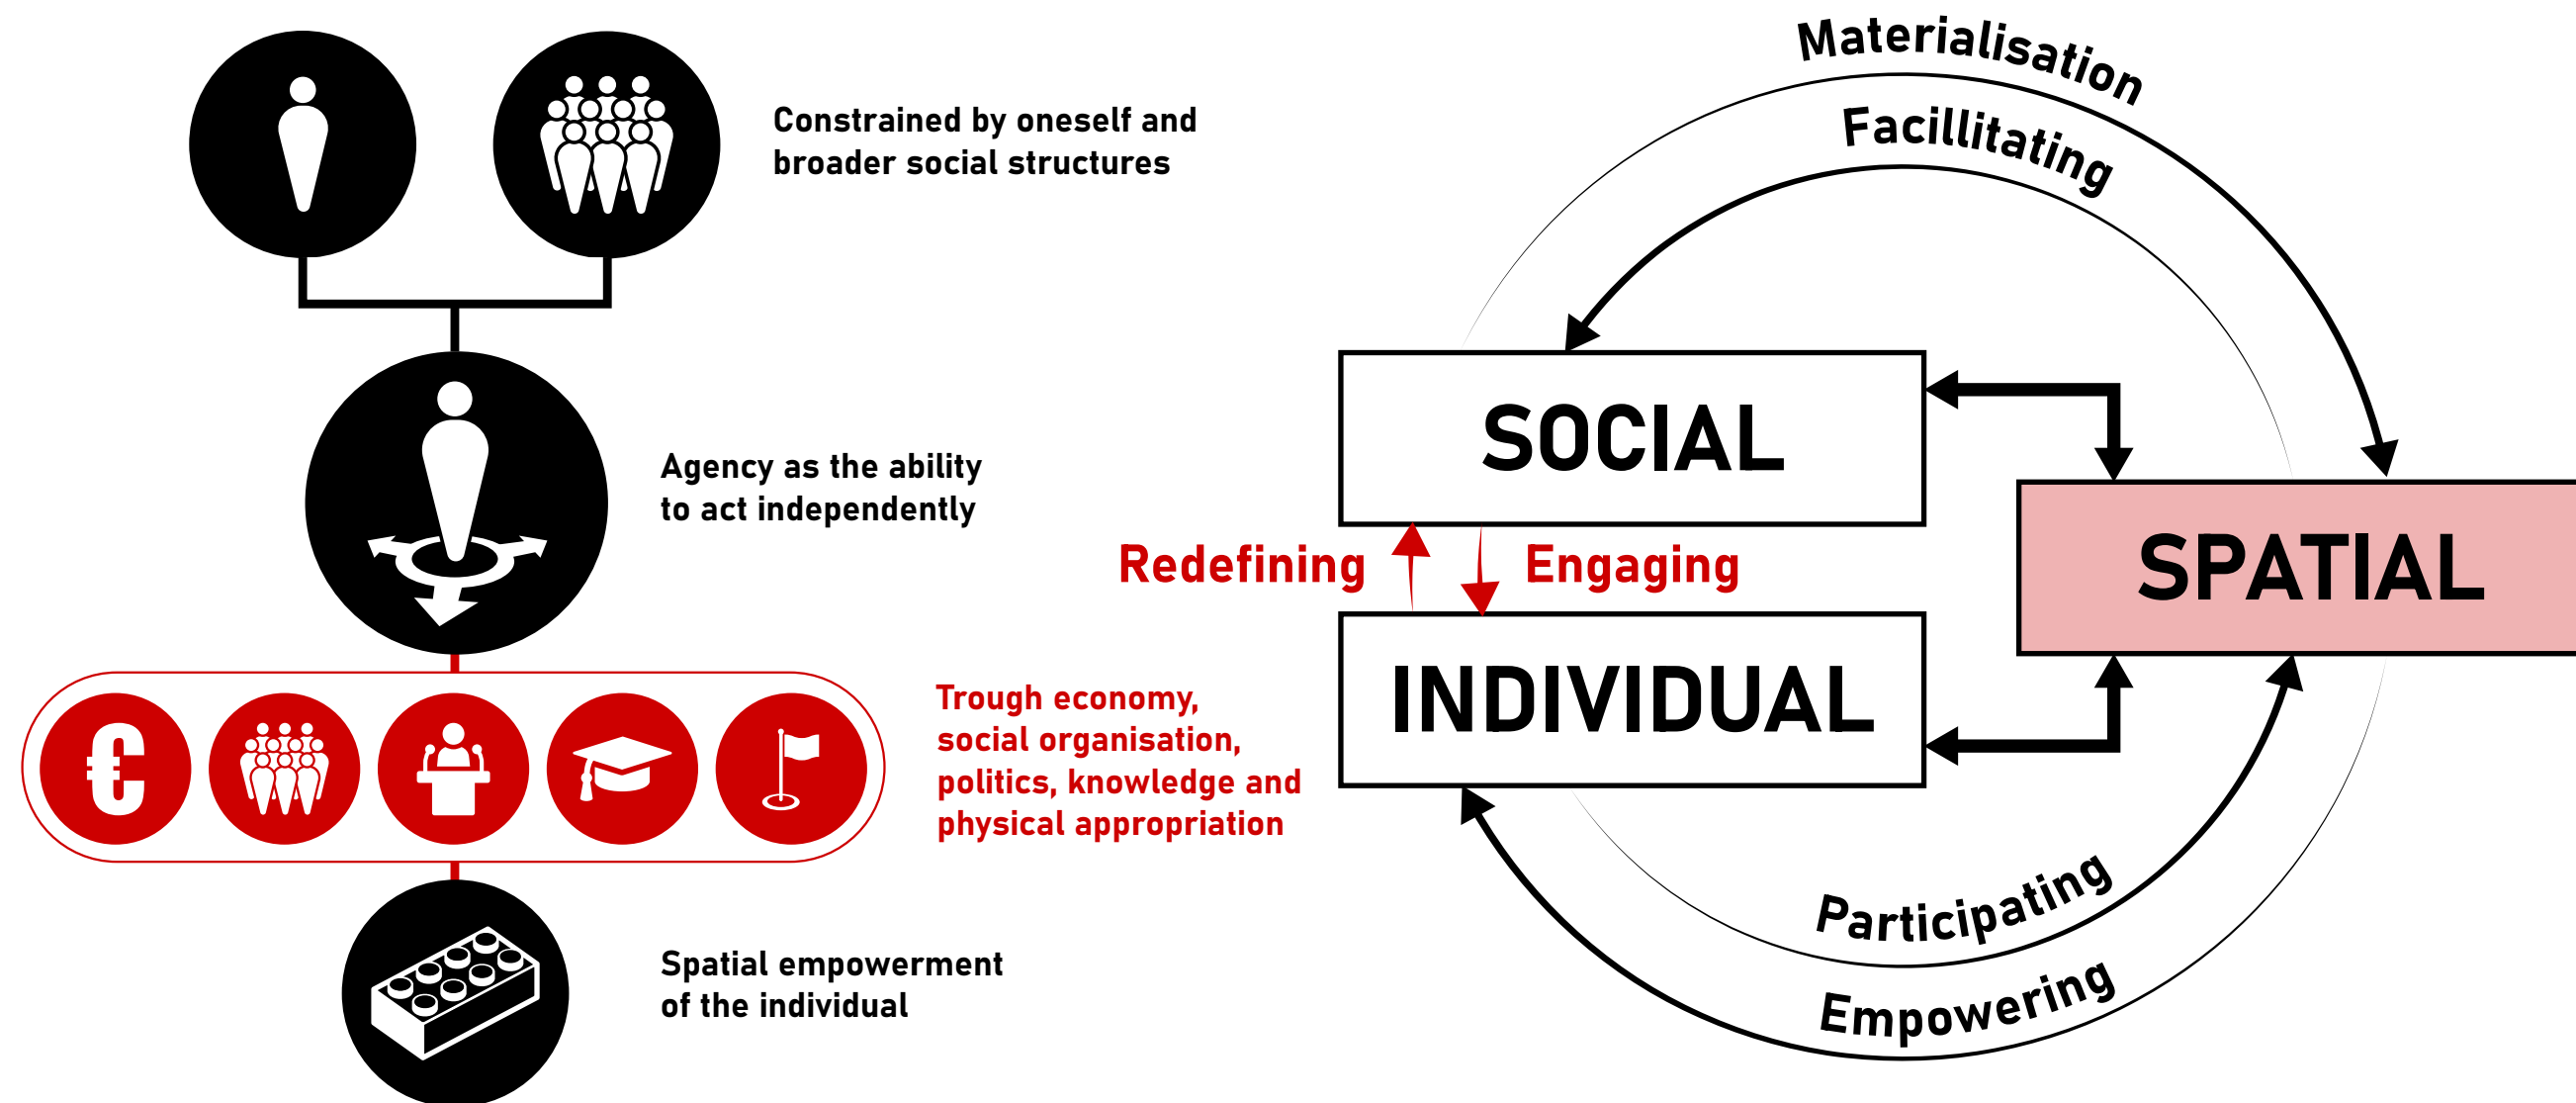 Constrained by oneself and
broader social structures
Agency as the ability
to act independently
€
Trough economy,
social organisation,
politics, knowledge and
physical appropriation
Spatial empowerment
of the individual
Materialisation
Facillitating
SOCIAL
SPATIAL
Redefining
Engaging
INDIVIDUAL
Participating
Empowering